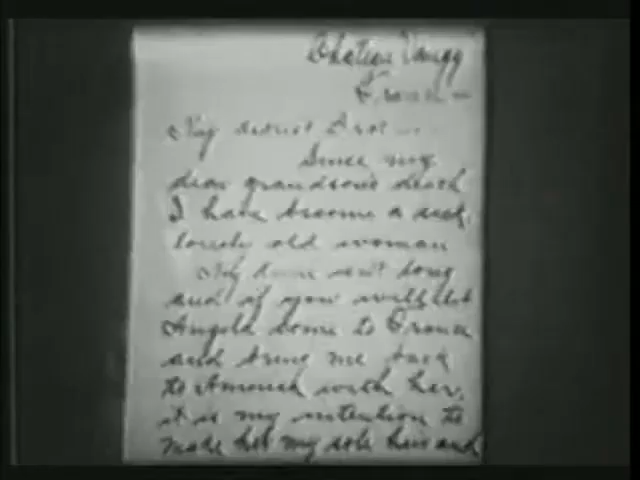 Chateau
France -
My dearest
Since my
dear grandson's death
I have become a sick,
lonely old woman
My time isn't long
and if you will let
Angela come to France
and bring me back
to America with her,
it is my intention to
make her my sole heir and